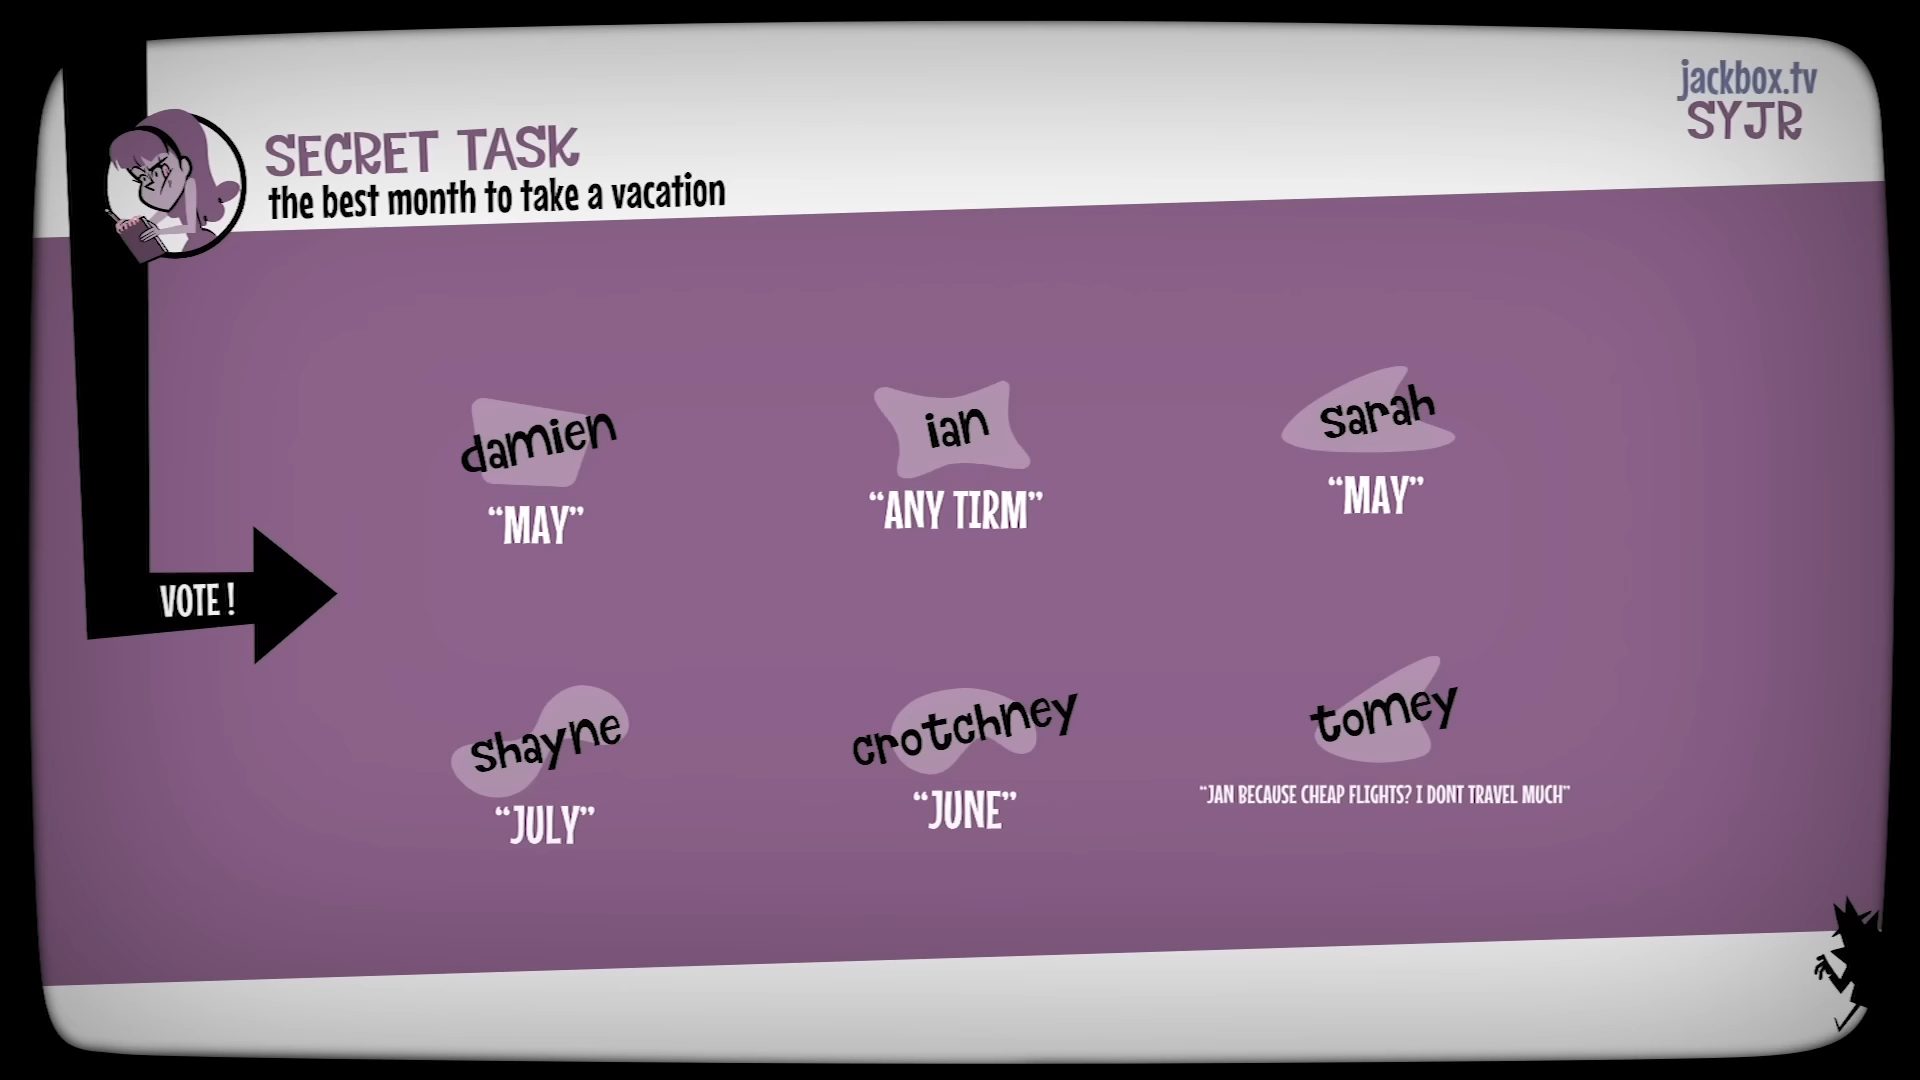 jackbox.tv
SYJR
SECRET TASK
the best month to take a vacation
damien
"MAY"
ian
"ANY TIRM"
sarah
"MAY"
VOTE!
shayne
"JULY"
crotchney
"JUNE"
tomey
"JAN BECAUSE CHEAP FLIGHTS? I DONT TRAVEL MUCH"